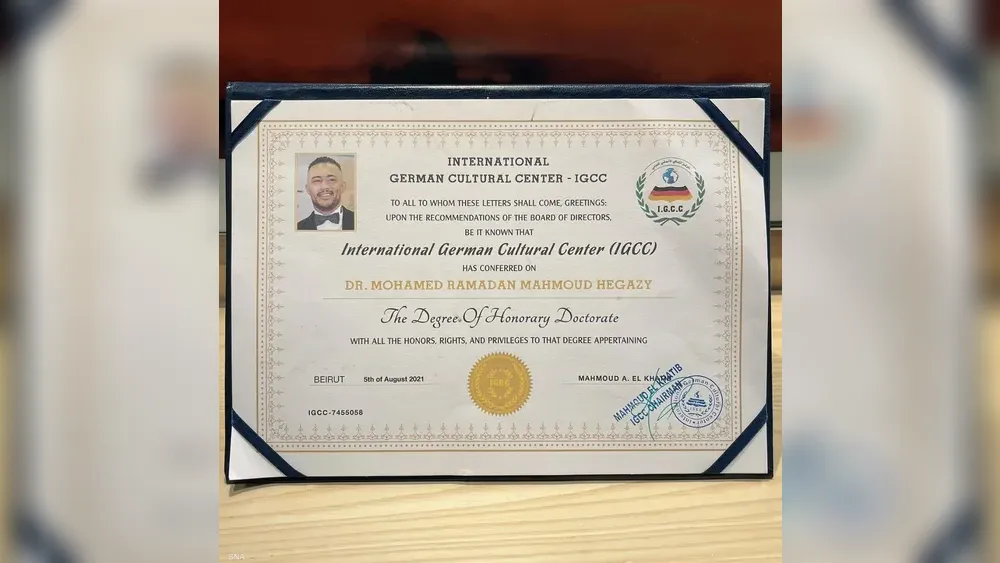 INTERNATIONAL
GERMAN CULTURAL CENTER - IGCC
TO ALL TO WHOM THESE LETTERS SHALL COME, GREETINGS:
UPON THE RECOMMENDATIONS OF THE BOARD OF DIRECTORS,
BE IT KNOWN THAT
International German Cultural Center (IGCC)
HAS CONFERRED ON
DR. MOHAMED RAMADAN MAHMOUD HEGAZY
The Degree Of Honorary Doctorate
WITH ALL THE HONORS, RIGHTS, AND PRIVILEGES TO THAT DEGREE APPERTAINING
I.G.C.C
BEIRUT 5th of August 2021
IGCC
MAHMOUD A. EL
MAHMOUD EL KHATIB
IGCC CHAIRMAN
IGCC-7455058